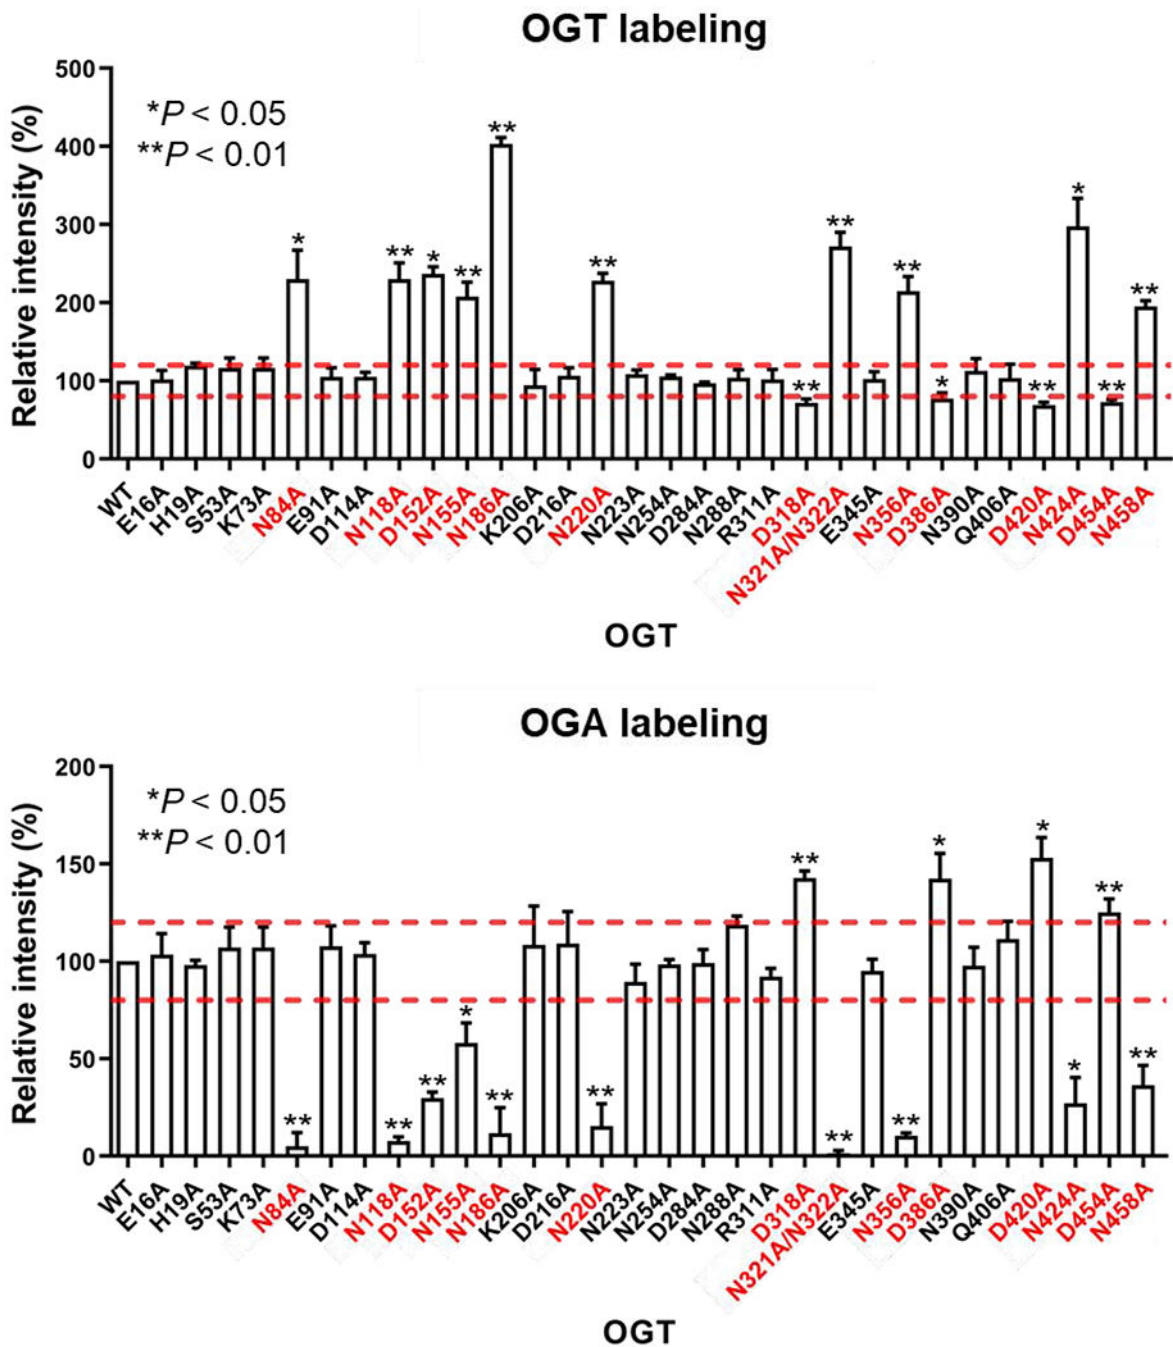 OGT labeling
Relative intensity (%)
500
400
300
200
100
0
*P < 0.05
**P < 0.01
*
**
*
**
**
**
**
**
**
*
**
*
**
**
WT
E16A
H19A
S53A
K73A
N84A
E91A
D114A
N118A
D152A
N155A
N186A
K206A
D216A
N220A
N223A
N254A
D284A
N288A
R311A
D318A
N321A/N322A
E345A
N356A
D386A
N390A
Q406A
D420A
N424A
D454A
N458A
OGT
OGA labeling
Relative intensity (%)
200
150
100
50
0
*P < 0.05
**P < 0.01
**
**
**
*
**
**
**
**
**
*
*
*
**
**
WT
E16A
H19A
S53A
K73A
N84A
E91A
D114A
N118A
D152A
N155A
N186A
K206A
D216A
N220A
N223A
N254A
D284A
N288A
R311A
D318A
N321A/N322A
E345A
N356A
D386A
N390A
Q406A
D420A
N424A
D454A
N458A
OGT